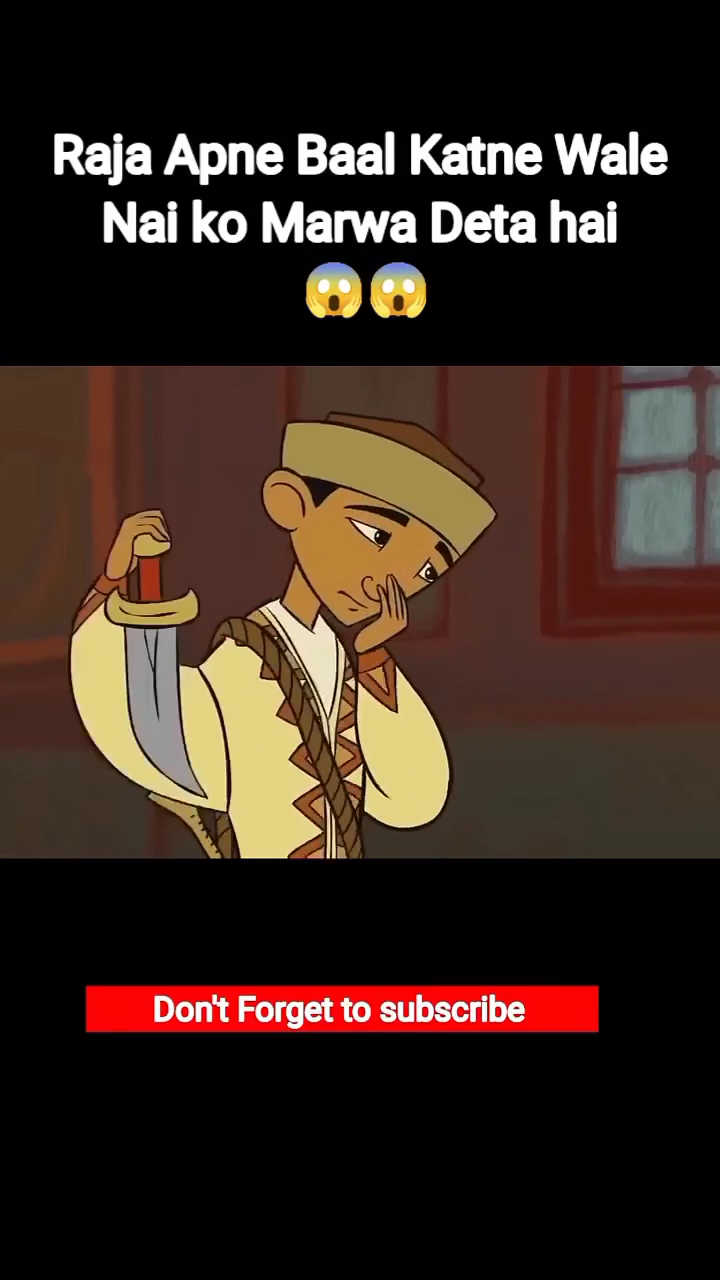 Raja Apne Baal Katne Wale
Nai ko Marwa Deta hai
😱😱
Don't Forget to subscribe